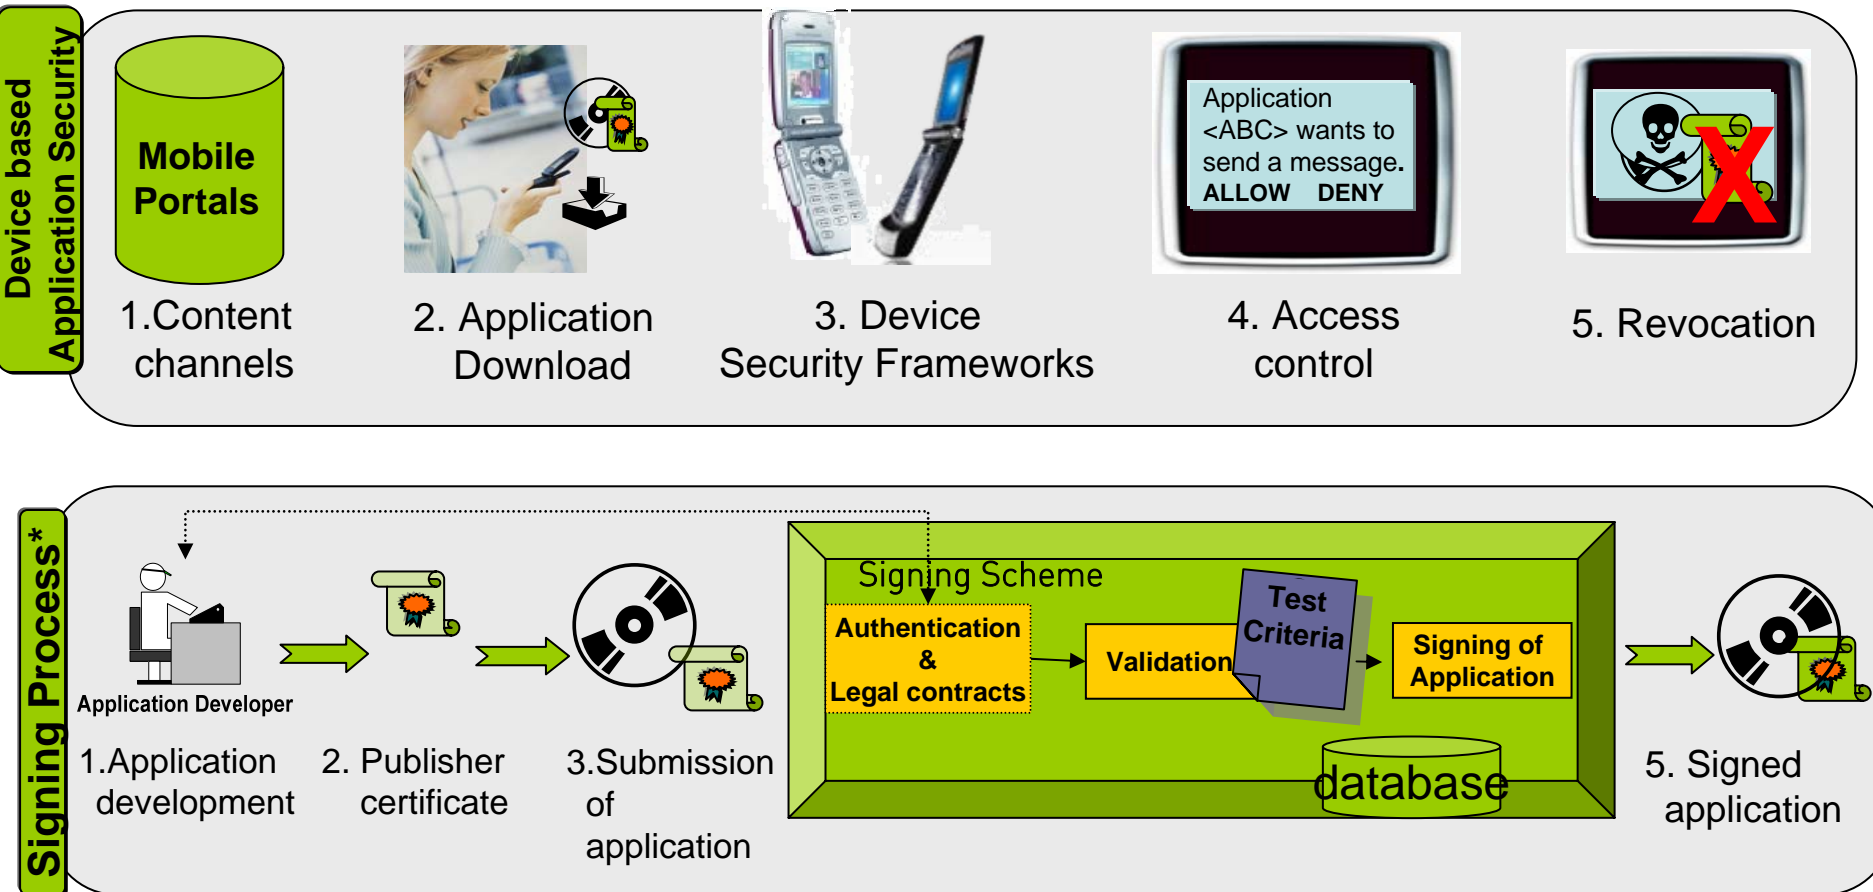 Device based
Application Security
Mobile
Portals
1.Content
channels
2. Application
Download
3. Device
Security Frameworks
Application
<ABC> wants to
send a message.
ALLOW DENY
4. Access
control
X
5. Revocation
Signing Process*
Application Developer
1.Application
development
2. Publisher
certificate
3.Submission
of
application
Signing Scheme
Authentication
&
Legal contracts
Validation
Test
Criteria
Signing of
Application
database
5. Signed
application